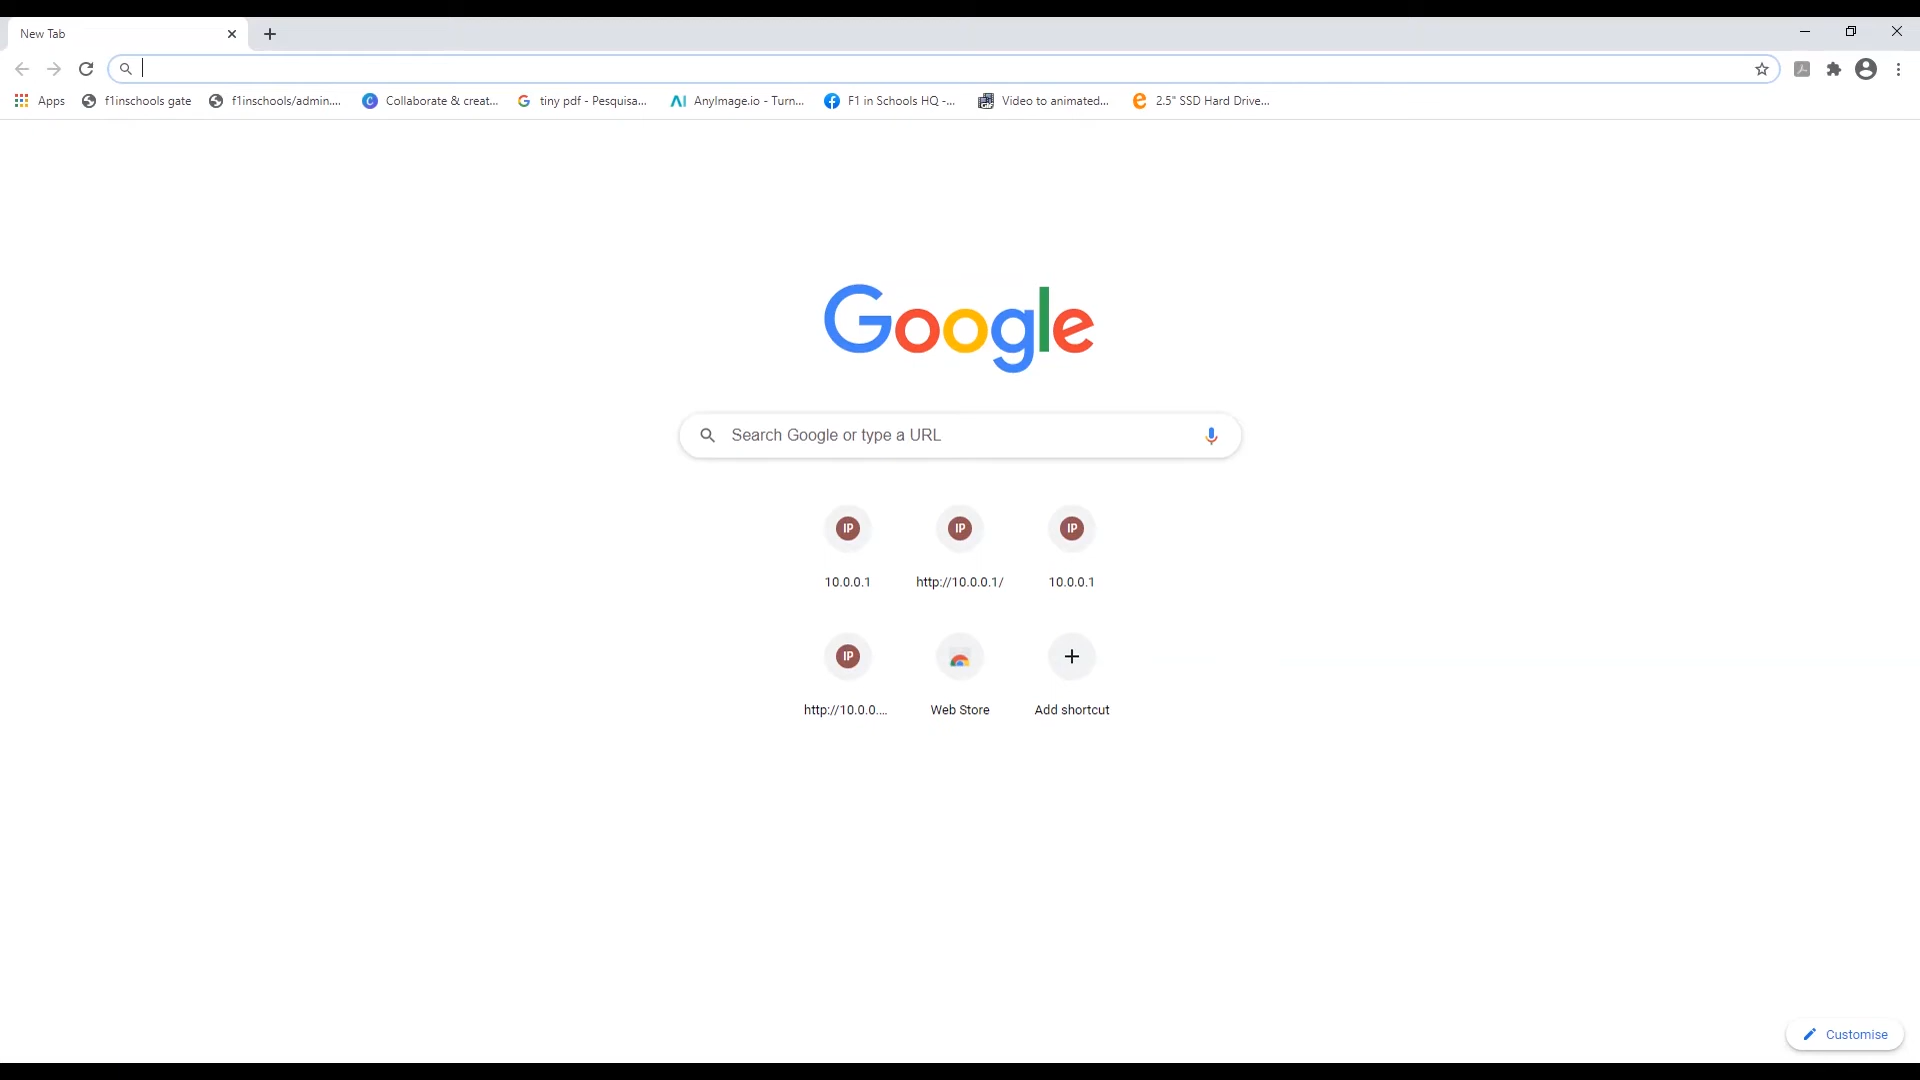 New Tab
Apps f1inschools gate f1inschools/admin.... Collaborate & creat... tiny pdf - Pesquisa... AnyImage.io - Turn... F1 in Schools HQ -... Video to animated... 2.5" SSD Hard Drive...
Google
Search Google or type a URL
IP IP IP
10.0.0.1 http://10.0.0.1/ 10.0.0.1
IP
http://10.0.0.... Web Store Add shortcut
Customise